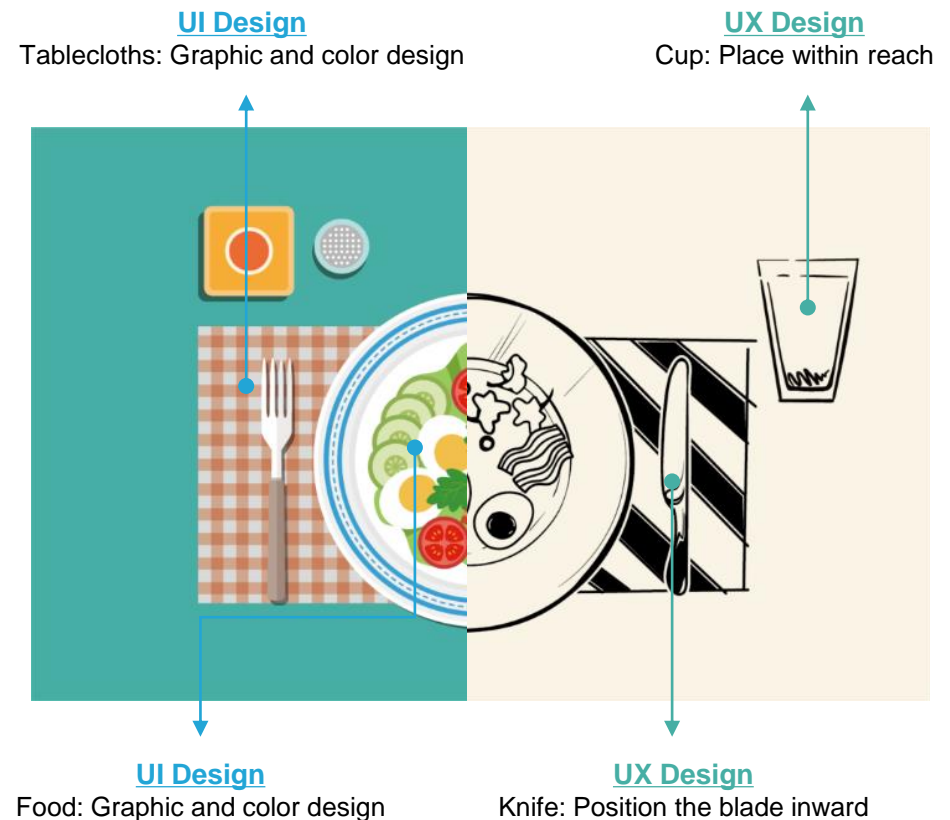 UI Design
Tablecloths: Graphic and color design
UX Design
Cup: Place within reach
UI Design
Food: Graphic and color design
UX Design
Knife: Position the blade inward